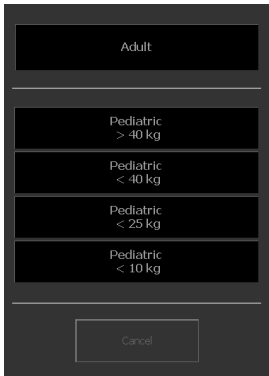 Adult
Pediatric
> 40 kg
Pediatric
< 40 kg
Pediatric
< 25 kg
Pediatric
< 10 kg
Cancel